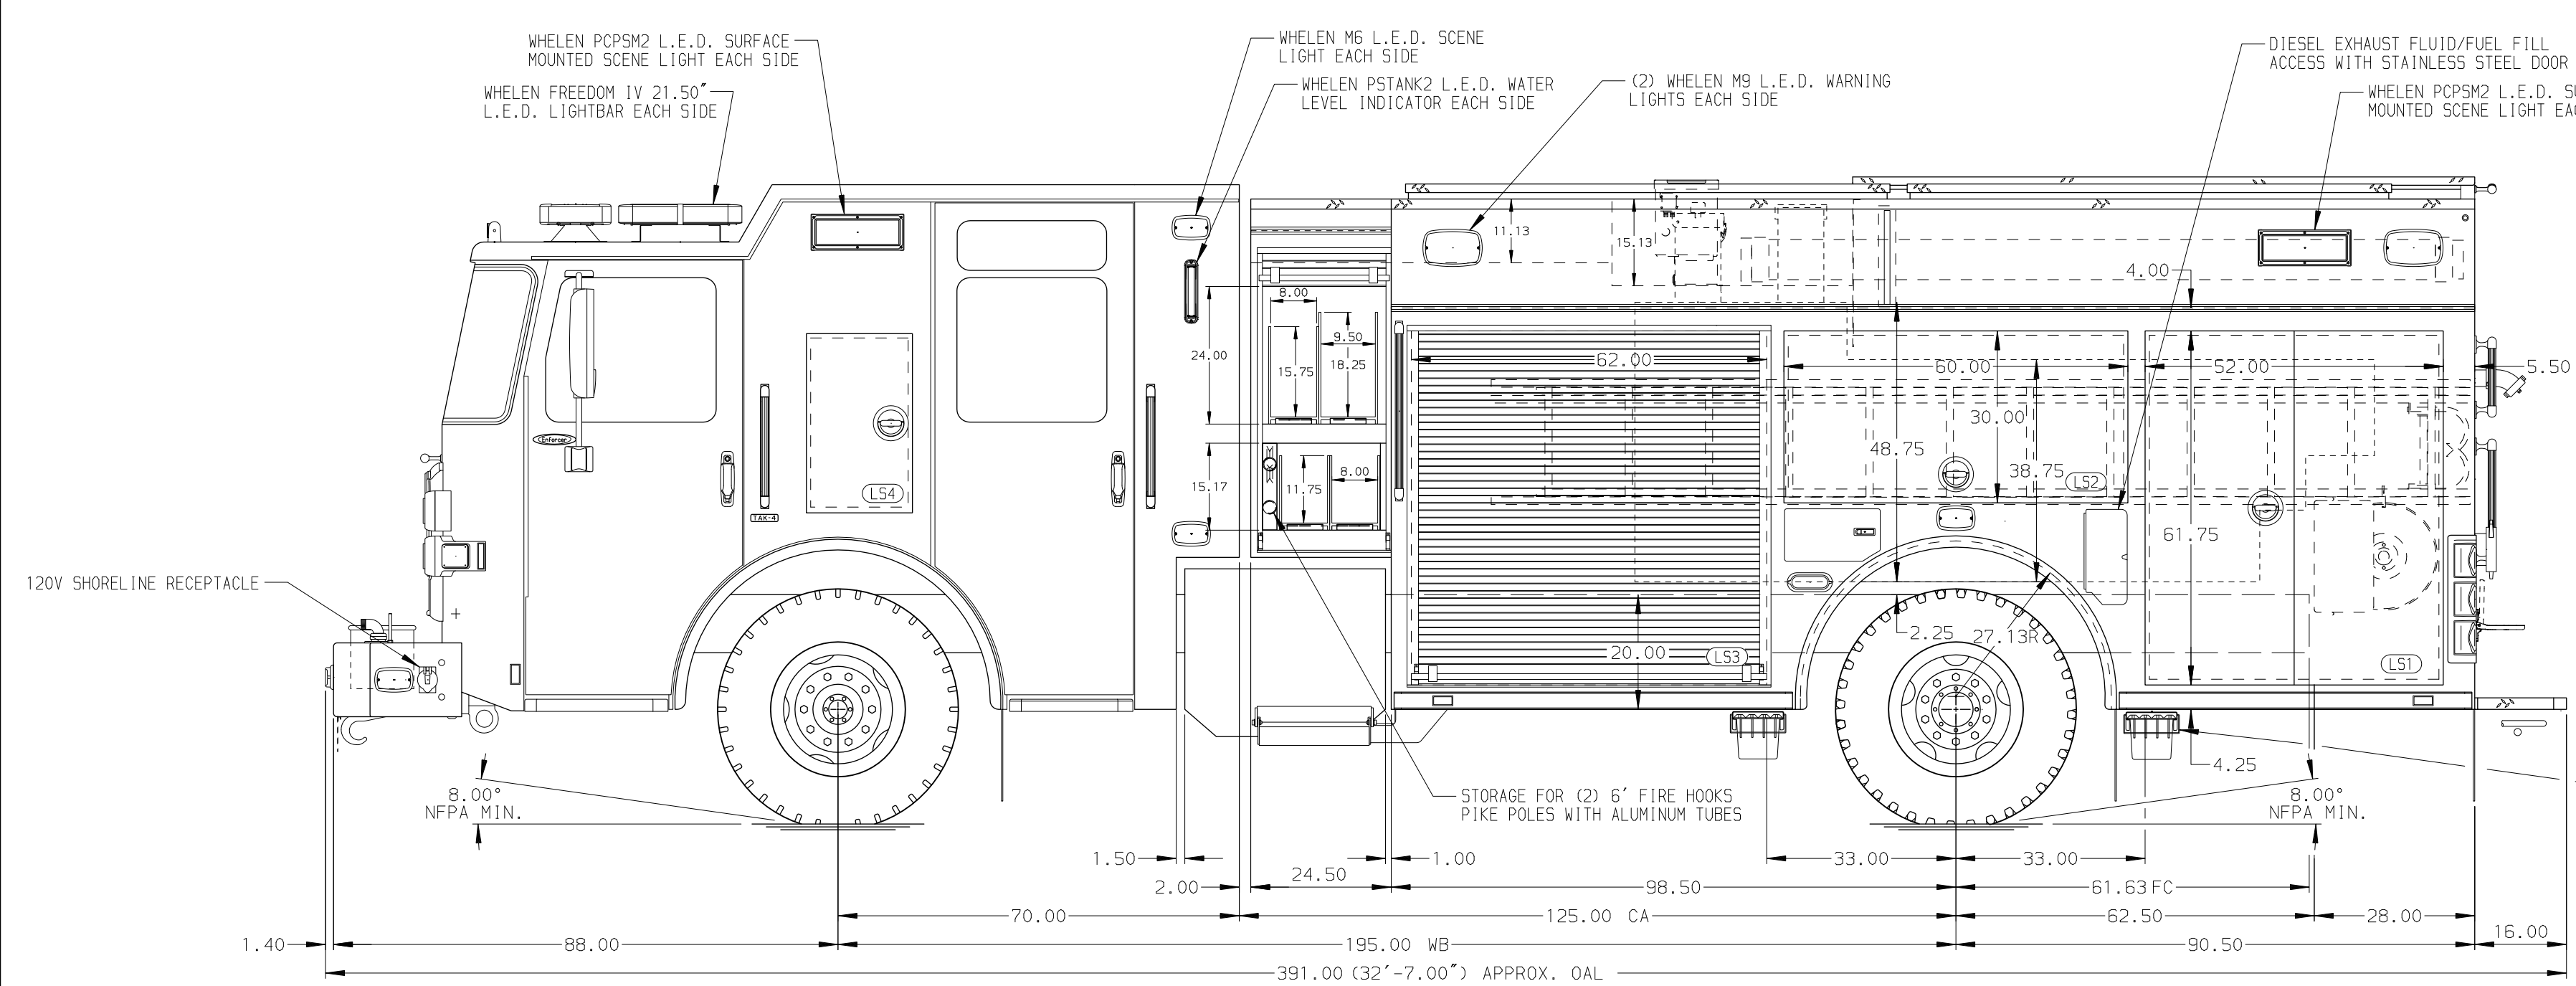 WHELEN PCPSM2 L.E.D. SURFACE
MOUNTED SCENE LIGHT EACH SIDE
WHELEN FREEDOM IV 21.50"
L.E.D. LIGHTBAR EACH SIDE
WHELEN M6 L.E.D. SCENE
LIGHT EACH SIDE
WHELEN PSTANK2 L.E.D. WATER
LEVEL INDICATOR EACH SIDE
(2) WHELEN M9 L.E.D. WARNING
LIGHTS EACH SIDE
DIESEL EXHAUST FLUID/FUEL FILL
ACCESS WITH STAINLESS STEEL DOOR
WHELEN PCPSM2 L.E.D.
MOUNTED SCENE LIGHT
11.13
15.13
4.00
8.00
9.50
24.00
15.75
18.25
62.00
60.00
52.00
5.50
30.00
48.75
38.75
LS2
Enforcer
LS4
TAK-4
15.17
11.75
8.00
61.75
120V SHORELINE RECEPTACLE
2.25
27.13R
20.00
LS3
LS1
4.25
8.00°
NFPA MIN.
STORAGE FOR (2) 6' FIRE HOOKS
PIKE POLES WITH ALUMINUM TUBES
8.00°
NFPA MIN.
1.50
1.00
33.00
33.00
2.00
24.50
98.50
61.63 FC
70.00
125.00 CA
62.50
28.00
1.40
88.00
195.00 WB
90.50
16.00
391.00 (32'-7.00") APPROX. OAL